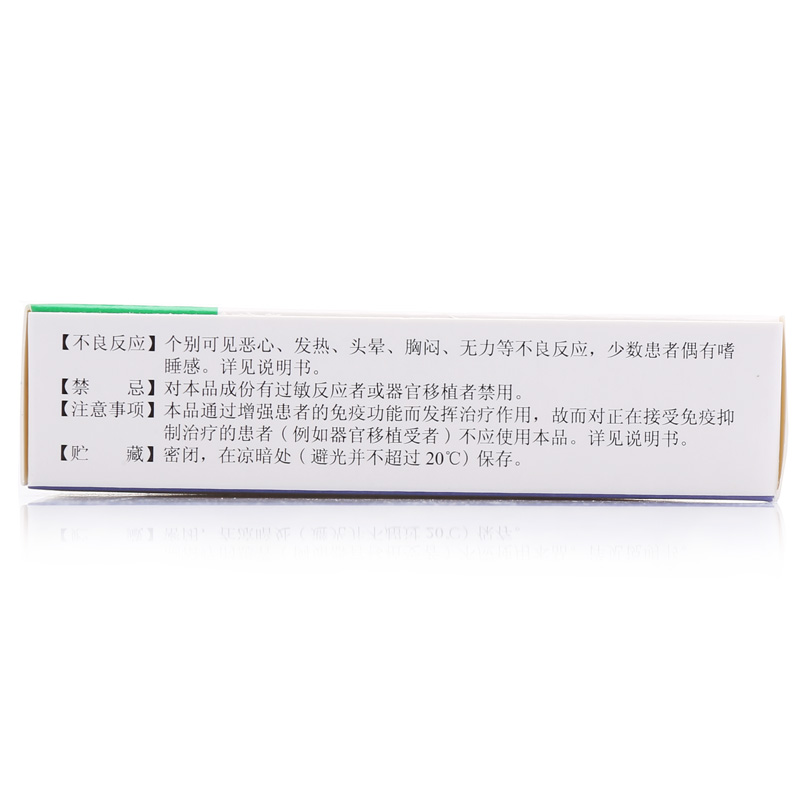 【不良反应】个别可见恶心、发热、头晕、胸闷、无力等不良反应，少数患者偶有嗜
睡感。详见说明书。
【禁 忌】对本品成份有过敏反应者或器官移植者禁用。
【注意事项】本品通过增强患者的免疫功能而发挥治疗作用，故而对正在接受免疫抑
制治疗的患者（例如器官移植受者）不应使用本品。详见说明书。
【贮 藏】密闭，在凉暗处（避光并不超过20℃）保存。